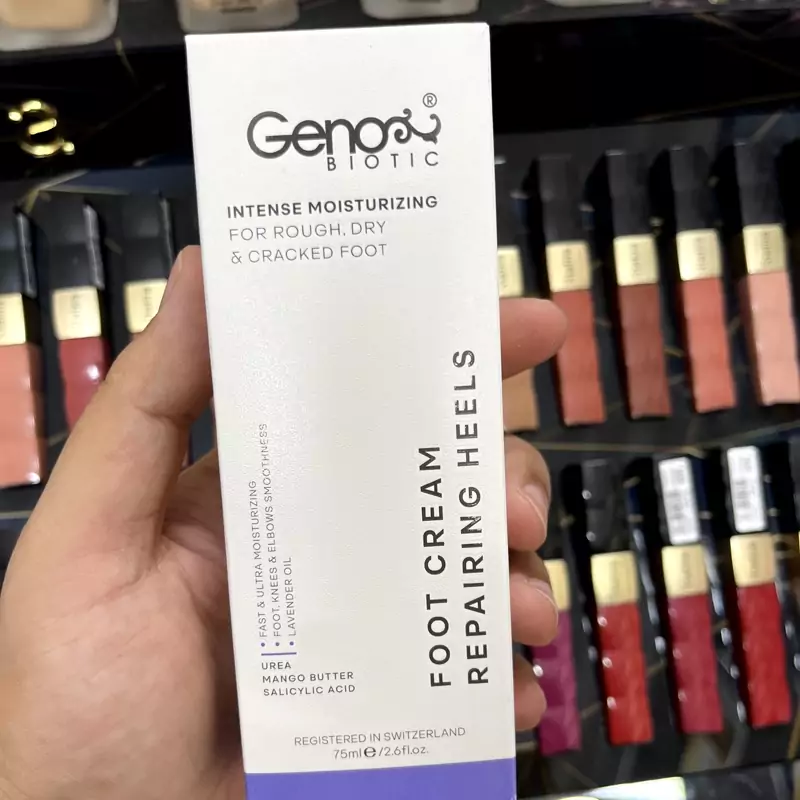 Geno
BIOTIC
®
INTENSE MOISTURIZING
FOR ROUGH, DRY
& CRACKED FOOT
FOOT CREAM
REPAIRING HEELS
• FAST & ULTRA MOISTURIZING
• FOOT, KNEES & ELBOWS SMOOTHNESS
• LAVENDER OIL
UREA
MANGO BUTTER
SALICYLIC ACID
REGISTERED IN SWITZERLAND
75ml℮/2.6fl.oz.